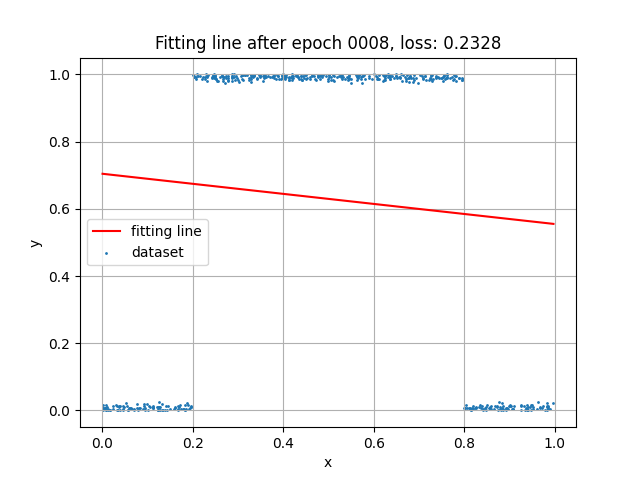 Fitting line after epoch 0008, loss: 0.2328
1.0
0.8
0.6
0.4
0.2
0.0
y
fitting line
dataset
0.0 0.2 0.4 0.6 0.8 1.0
x